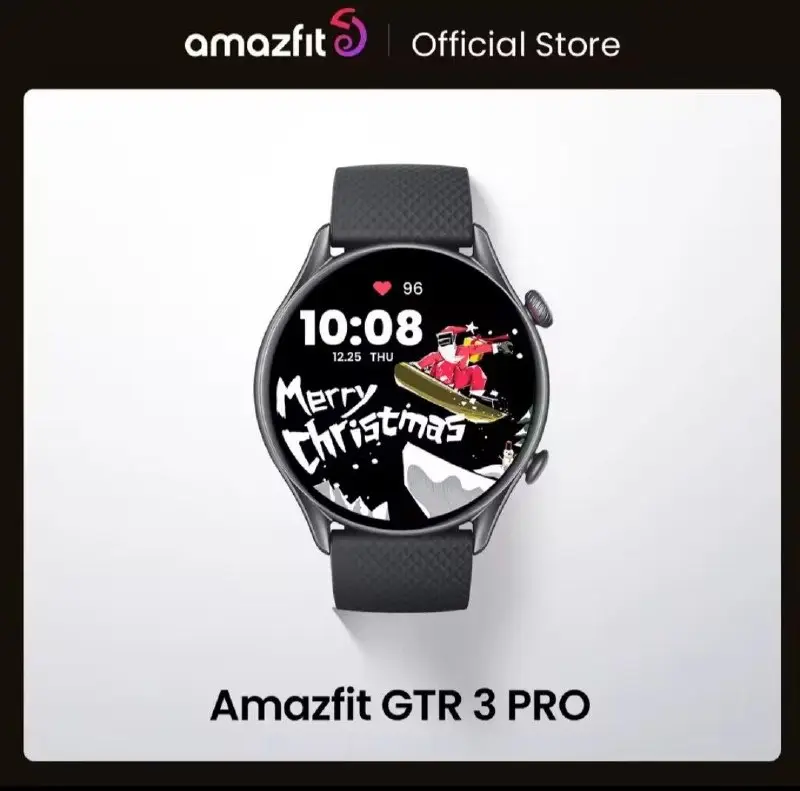 amazfit | Official Store
96
10:08
12.25 THU
Merry
Christmas
Amazfit GTR 3 PRO